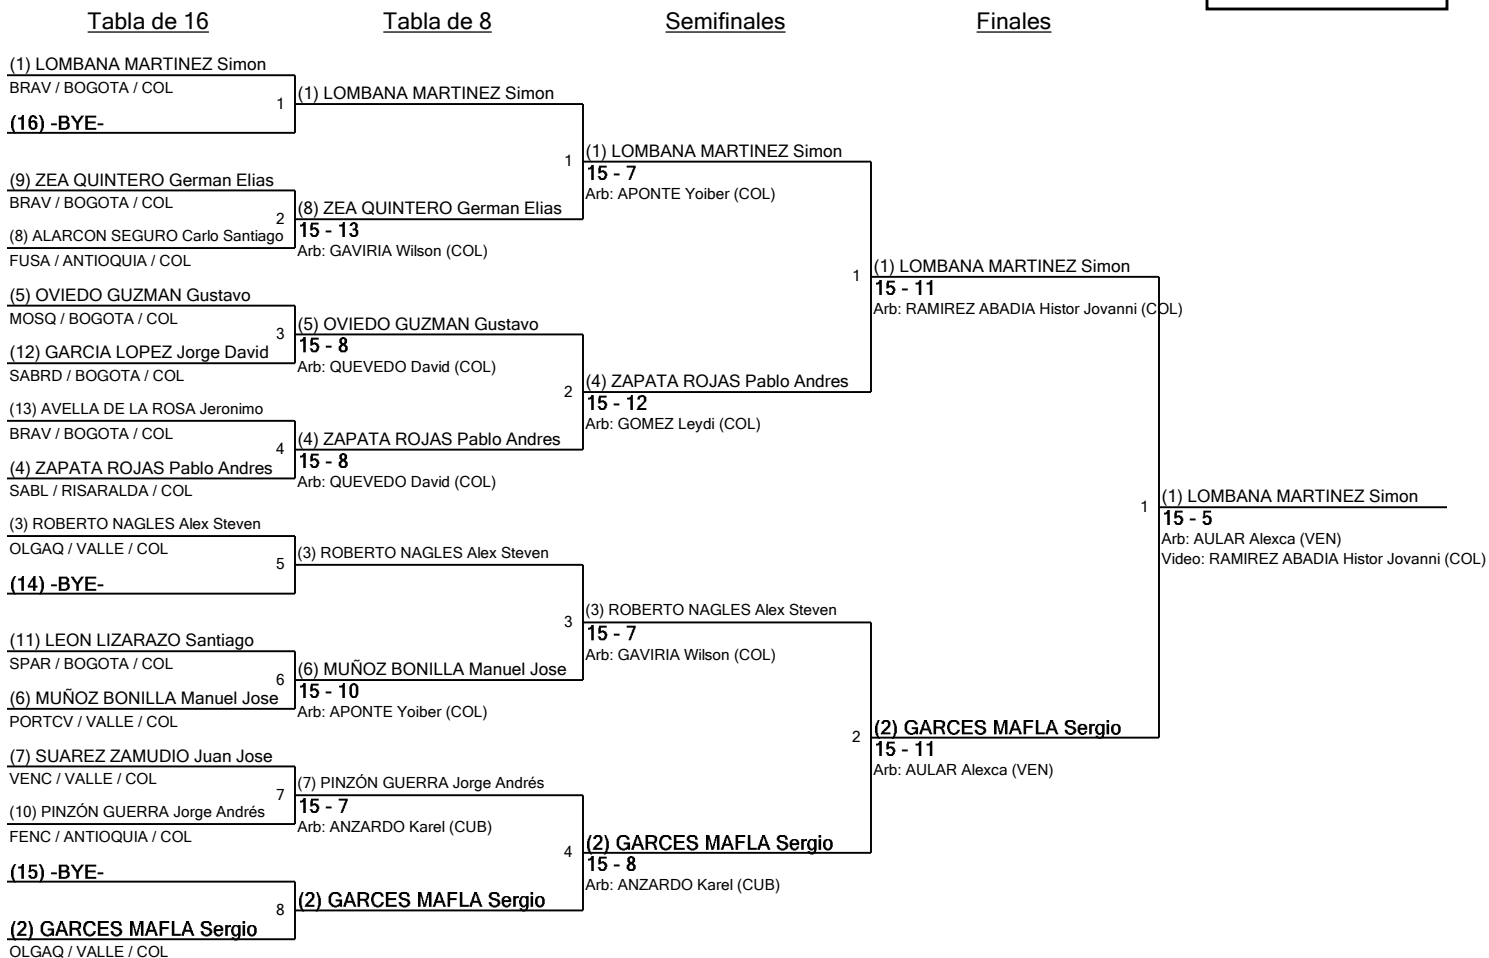 Tabla de 16
Tabla de 8
Semifinales
Finales
(1) LOMBANA MARTINEZ Simon
BRAV / BOGOTA / COL
1
(16) -BYE-
(9) ZEA QUINTERO German Elias
BRAV / BOGOTA / COL
2
(8) ALARCON SEGURO Carlo Santiago
FUSA / ANTIOQUIA / COL
(5) OVIEDO GUZMAN Gustavo
MOSQ / BOGOTA / COL
3
(12) GARCIA LOPEZ Jorge David
SABRD / BOGOTA / COL
(13) AVELLA DE LA ROSA Jeronimo
BRAV / BOGOTA / COL
4
(4) ZAPATA ROJAS Pablo Andres
SABL / RISARALDA / COL
(3) ROBERTO NAGLES Alex Steven
OLGAQ / VALLE / COL
5
(14) -BYE-
(11) LEON LIZARAZO Santiago
SPAR / BOGOTA / COL
6
(6) MUÑOZ BONILLA Manuel Jose
PORTCV / VALLE / COL
(7) SUAREZ ZAMUDIO Juan Jose
VENC / VALLE / COL
7
(10) PINZÓN GUERRA Jorge Andrés
FENC / ANTIOQUIA / COL
(15) -BYE-
8
(2) GARCES MAFLA Sergio
OLGAQ / VALLE / COL
(1) LOMBANA MARTINEZ Simon
1
(8) ZEA QUINTERO German Elias
15 - 13
Arb: GAVIRIA Wilson (COL)
(5) OVIEDO GUZMAN Gustavo
15 - 8
Arb: QUEVEDO David (COL)
2
(4) ZAPATA ROJAS Pablo Andres
15 - 8
Arb: QUEVEDO David (COL)
(3) ROBERTO NAGLES Alex Steven
3
(6) MUÑOZ BONILLA Manuel Jose
15 - 10
Arb: APONTE Yoiber (COL)
(7) PINZÓN GUERRA Jorge Andrés
15 - 7
Arb: ANZARDO Karel (CUB)
4
(2) GARCES MAFLA Sergio
(1) LOMBANA MARTINEZ Simon
15 - 7
Arb: APONTE Yoiber (COL)
1
(4) ZAPATA ROJAS Pablo Andres
15 - 12
Arb: GOMEZ Leydi (COL)
(3) ROBERTO NAGLES Alex Steven
15 - 7
Arb: GAVIRIA Wilson (COL)
2
(2) GARCES MAFLA Sergio
15 - 8
Arb: ANZARDO Karel (CUB)
(1) LOMBANA MARTINEZ Simon
15 - 11
Arb: RAMIREZ ABADIA Histor Jovanni (COL)
1
(2) GARCES MAFLA Sergio
15 - 11
Arb: AULAR Alexca (VEN)
(1) LOMBANA MARTINEZ Simon
15 - 5
Arb: AULAR Alexca (VEN)
Video: RAMIREZ ABADIA Histor Jovanni (COL)